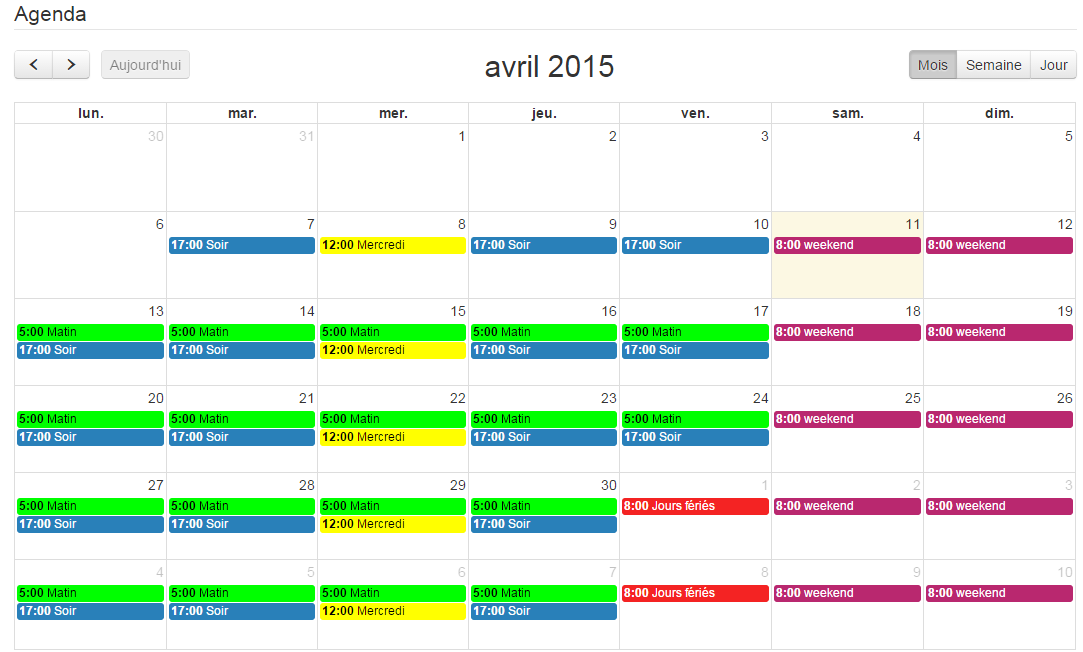 Agenda
< > Aujourd'hui avril 2015 Mois Semaine Jour
lun. mar. mer. jeu. ven. sam. dim.
30 31 1 2 3 4 5
6 7 8 9 10 11 12
17:00 Soir 12:00 Mercredi 17:00 Soir 17:00 Soir 8:00 weekend 8:00 weekend
13 14 15 16 17 18 19
5:00 Matin 5:00 Matin 5:00 Matin 5:00 Matin 5:00 Matin 8:00 weekend 8:00 weekend
17:00 Soir 17:00 Soir 12:00 Mercredi 17:00 Soir 17:00 Soir
20 21 22 23 24 25 26
5:00 Matin 5:00 Matin 5:00 Matin 5:00 Matin 5:00 Matin 8:00 weekend 8:00 weekend
17:00 Soir 17:00 Soir 12:00 Mercredi 17:00 Soir 17:00 Soir
27 28 29 30 1 2 3
5:00 Matin 5:00 Matin 5:00 Matin 5:00 Matin 8:00 Jours fériés 8:00 weekend 8:00 weekend
17:00 Soir 17:00 Soir 12:00 Mercredi 17:00 Soir
4 5 6 7 8 9 10
5:00 Matin 5:00 Matin 5:00 Matin 5:00 Matin 8:00 Jours fériés 8:00 weekend 8:00 weekend
17:00 Soir 17:00 Soir 12:00 Mercredi 17:00 Soir